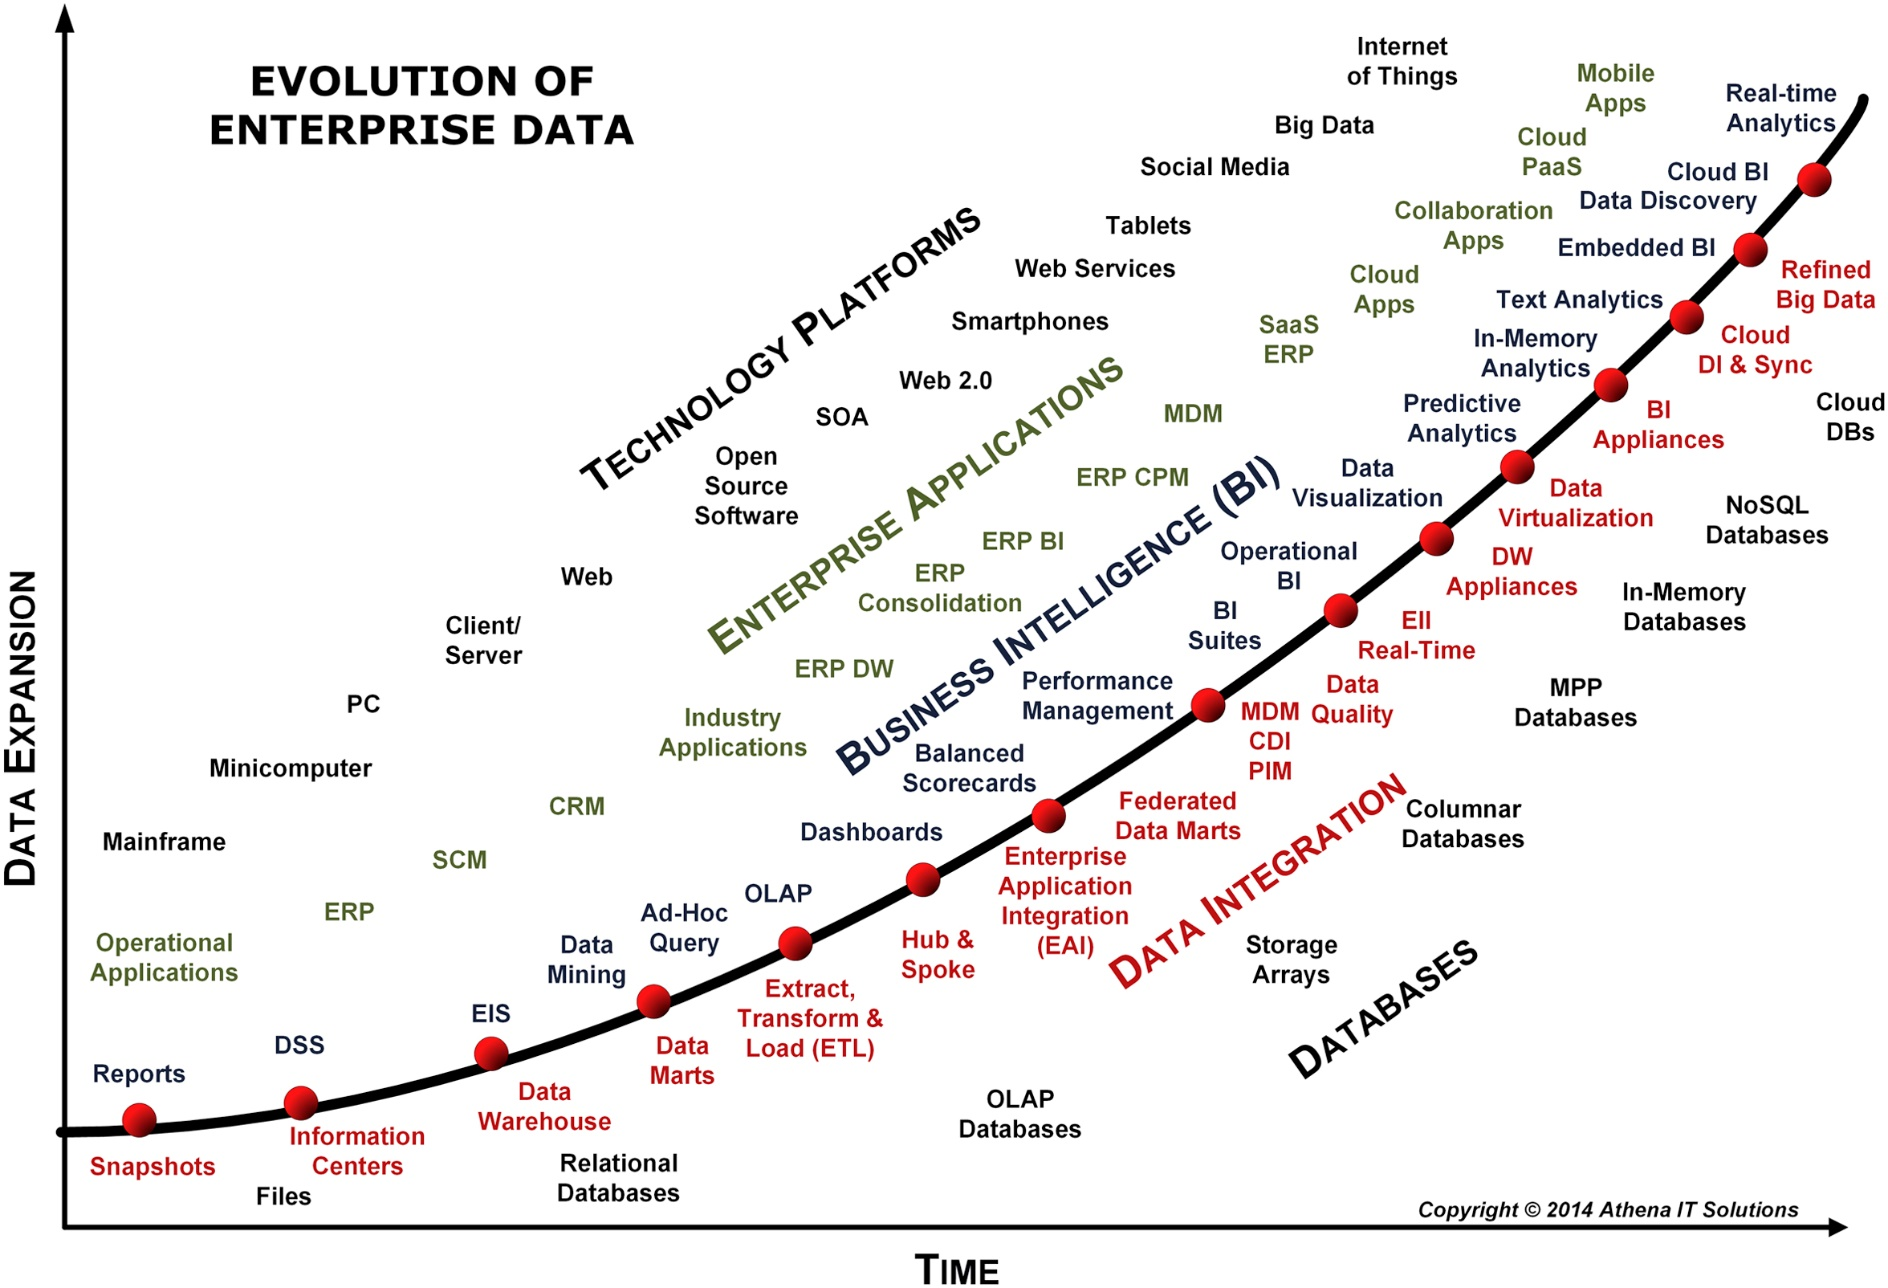 EVOLUTION OF
ENTERPRISE DATA
DATA EXPANSION
TIME
TECHNOLOGY PLATFORMS
Mainframe
Minicomputer
PC
Client/
Server
Web
Open
Source
Software
SOA
Web 2.0
Smartphones
Web Services
Tablets
Social Media
Big Data
Internet
of Things
ENTERPRISE APPLICATIONS
Operational
Applications
ERP
SCM
CRM
Industry
Applications
ERP DW
ERP
Consolidation
ERP BI
ERP CPM
MDM
SaaS
ERP
Cloud
Apps
Collaboration
Apps
Cloud
PaaS
Mobile
Apps
BUSINESS INTELLIGENCE (BI)
Reports
DSS
EIS
Data
Mining
Ad-Hoc
Query
OLAP
Dashboards
Balanced
Scorecards
Performance
Management
BI
Suites
Operational
BI
Data
Visualization
Predictive
Analytics
In-Memory
Analytics
Text Analytics
Embedded BI
Data Discovery
Cloud BI
Real-time
Analytics
DATA INTEGRATION
Snapshots
Information
Centers
Data
Warehouse
Data
Marts
Extract,
Transform &
Load (ETL)
Hub &
Spoke
Enterprise
Application
Integration
(EAI)
Federated
Data Marts
MDM
CDI
PIM
Data
Quality
EII
Real-Time
DW
Appliances
Data
Virtualization
BI
Appliances
Cloud
DI & Sync
Refined
Big Data
DATABASES
Files
Relational
Databases
OLAP
Databases
Storage
Arrays
Columnar
Databases
MPP
Databases
In-Memory
Databases
NoSQL
Databases
Cloud
DBs
Copyright © 2014 Athena IT Solutions